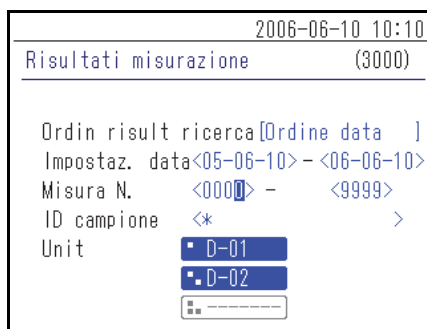 2006-06-10 10:10
Risultati misurazione (3000)
Ordin risult ricerca[Ordine data ]
Impostaz. data<05-06-10>-<06-06-10>
Misura N. <0000> - <9999>
ID campione <* >
Unit D-01
D-02
-------